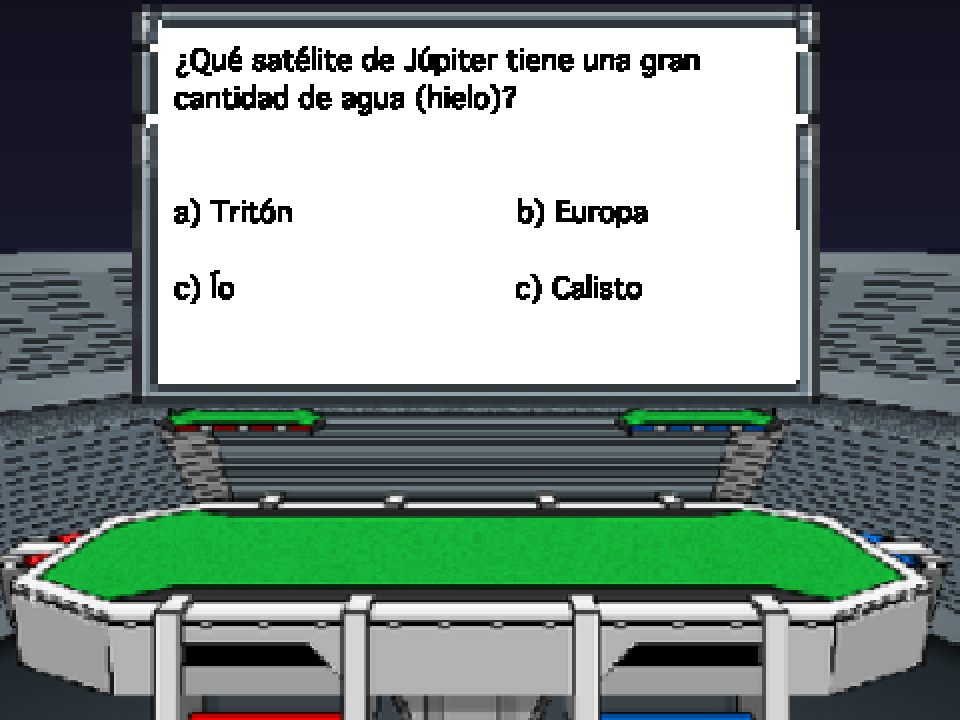 ¿Qué satélite de Júpiter tiene una gran
cantidad de agua (hielo)?
a) Tritón
b) Europa
c) Ío
c) Calisto